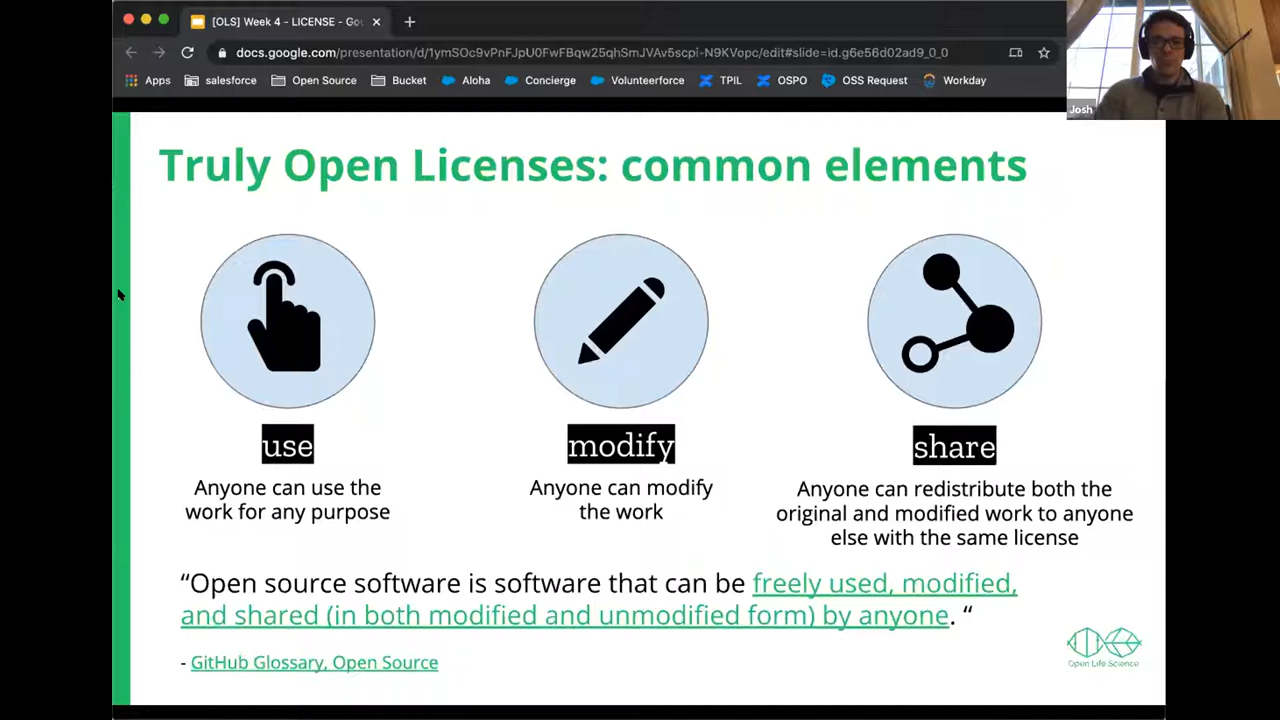 [OLS] Week 4 - LICENSE - Goo
docs.google.com/presentation/d/1ymS0C9vPnFJpU0FwFBqw25qhSmJVAv5scpi-N9KVopc/edit#slide=id.g6e56d02ad9_0_0
Apps salesforce Open Source Bucket Aloha Concierge Volunteerforce TPIL OSPO OSS Request Workday
Josh
Truly Open Licenses: common elements
use
modify
share
Anyone can use the
work for any purpose
Anyone can modify
the work
Anyone can redistribute both the
original and modified work to anyone
else with the same license
“Open source software is software that can be freely used, modified,
and shared (in both modified and unmodified form) by anyone. “
- GitHub Glossary, Open Source
Open Life Science